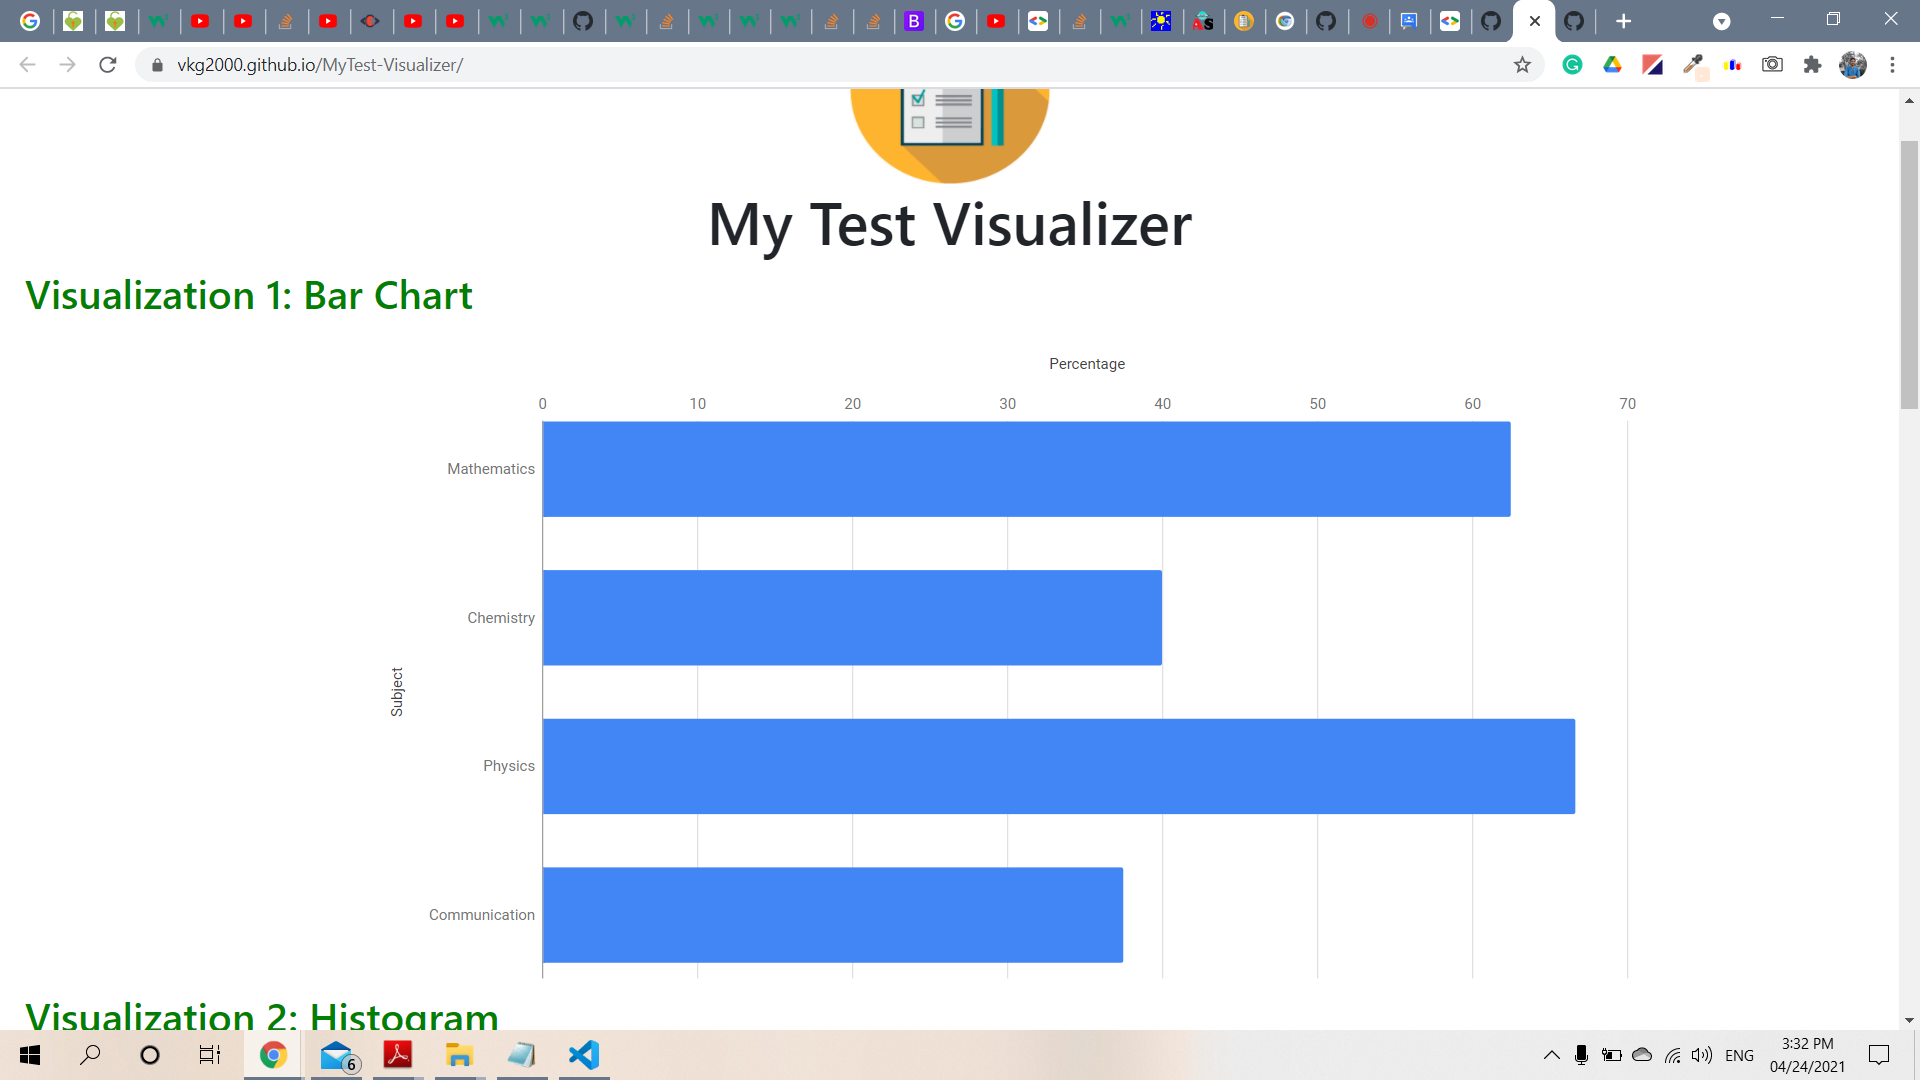 vkg2000.github.io/MyTest-Visualizer/
My Test Visualizer
Visualization 1: Bar Chart
Percentage
0 10 20 30 40 50 60 70
Mathematics
Chemistry
Subject
Physics
Communication
Visualization 2: Histogram
6
ENG
3:32 PM
04/24/2021